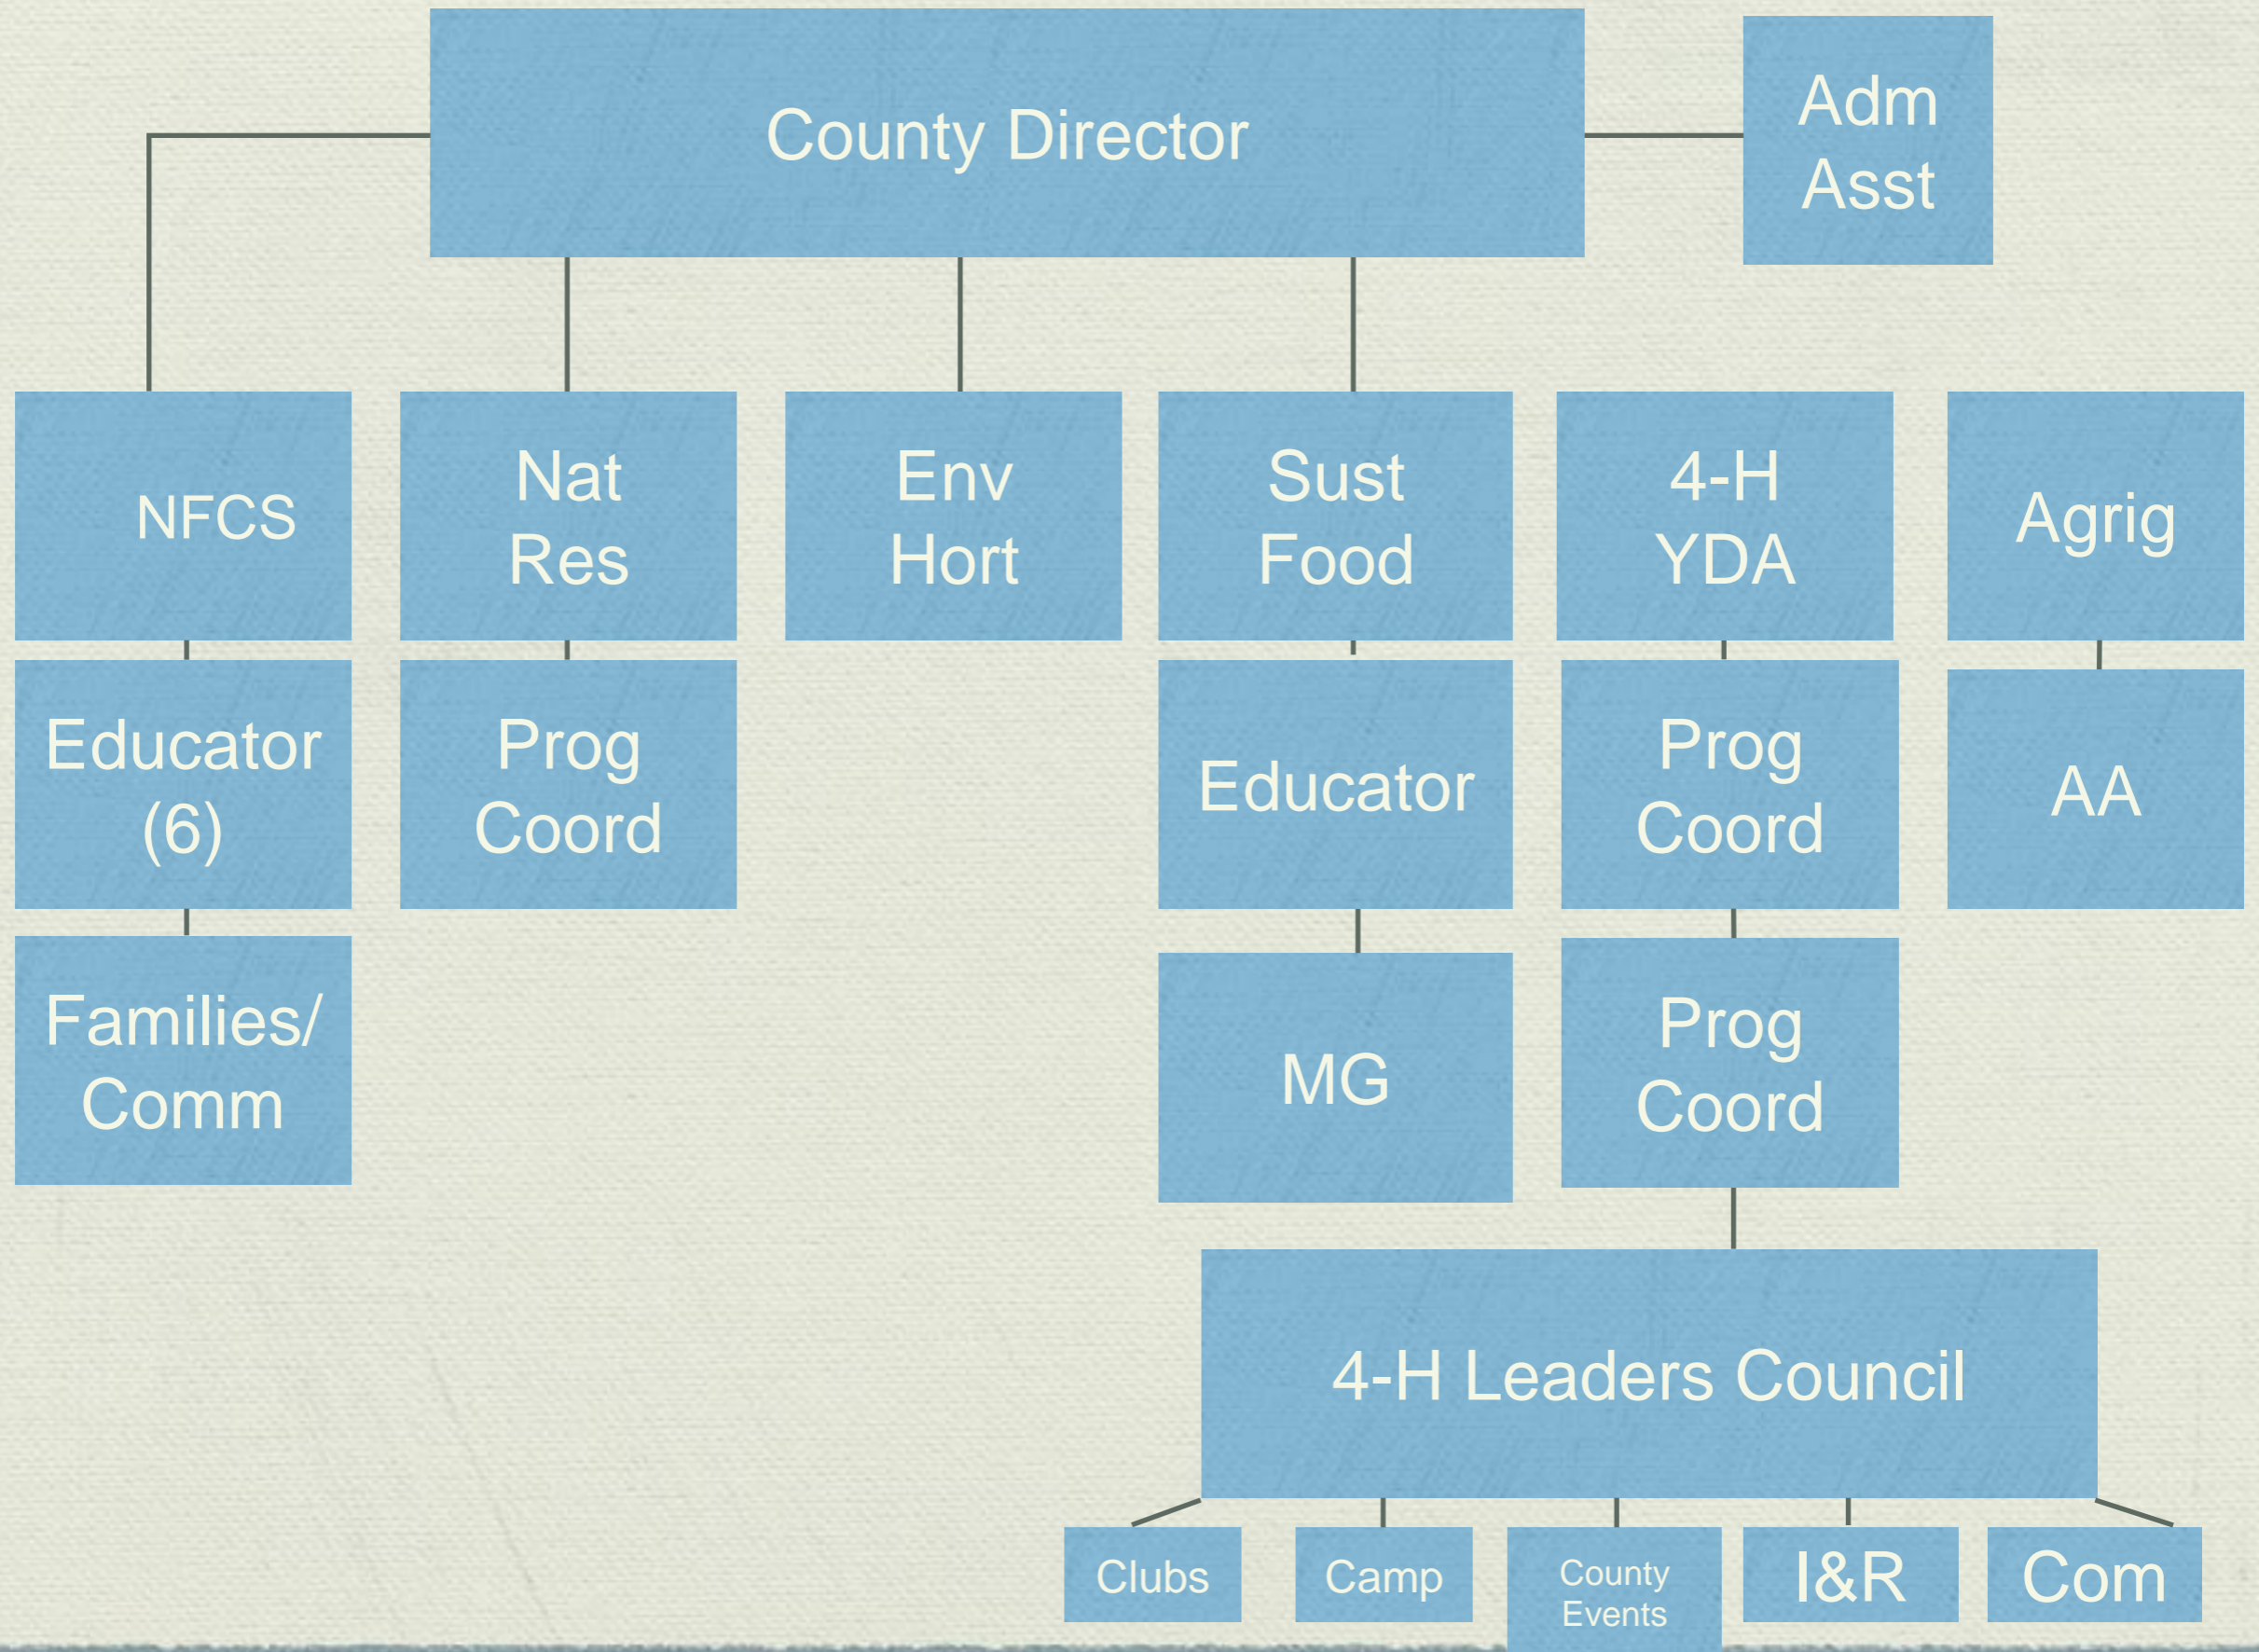 County Director
Adm
Asst
NFCS
Nat
Res
Env
Hort
Sust
Food
4-H
YDA
Agrig
Educator
(6)
Prog
Coord
Educator
Prog
Coord
AA
Families/
Comm
MG
Prog
Coord
4-H Leaders Council
Clubs
Camp
County
Events
I&R
Com